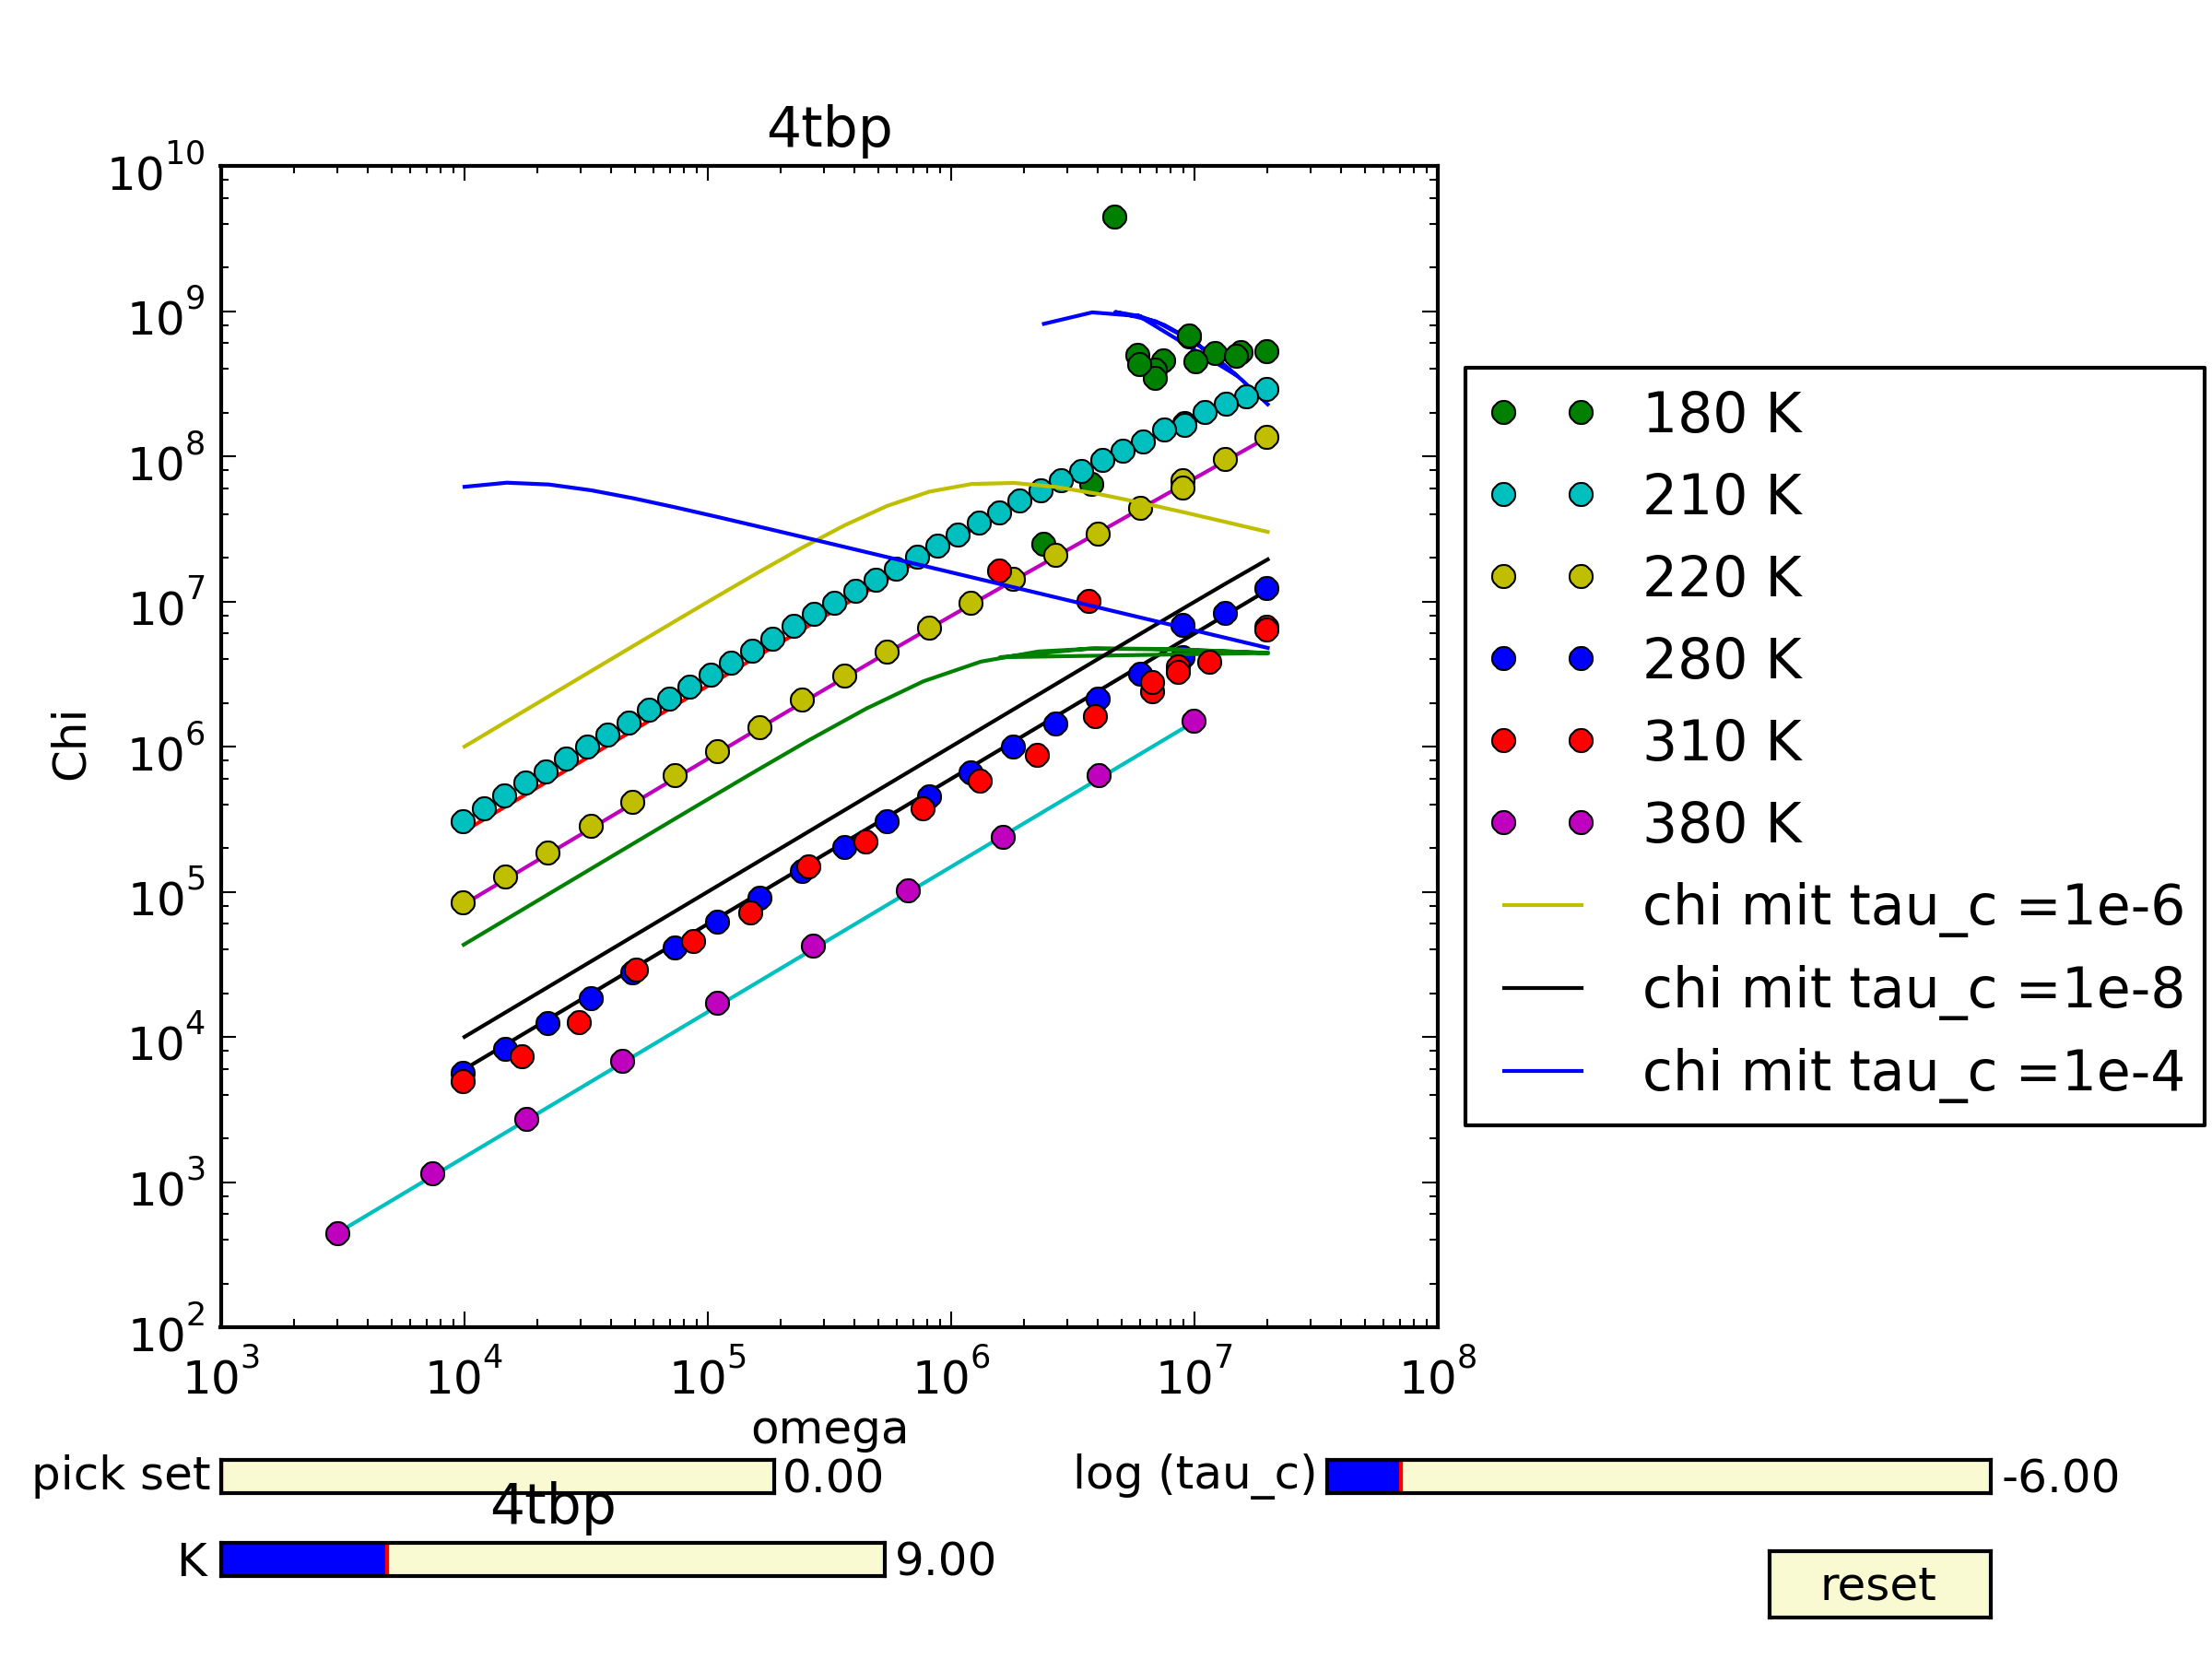 4tbp
10^10
10^9
10^8
10^7
10^6
10^5
10^4
10^3
10^2
Chi
10^3 10^4 10^5 10^6 10^7 10^8
omega
180 K
210 K
220 K
280 K
310 K
380 K
chi mit tau_c =1e-6
chi mit tau_c =1e-8
chi mit tau_c =1e-4
pick set 0.00
log (tau_c) -6.00
4tbp
K 9.00
reset